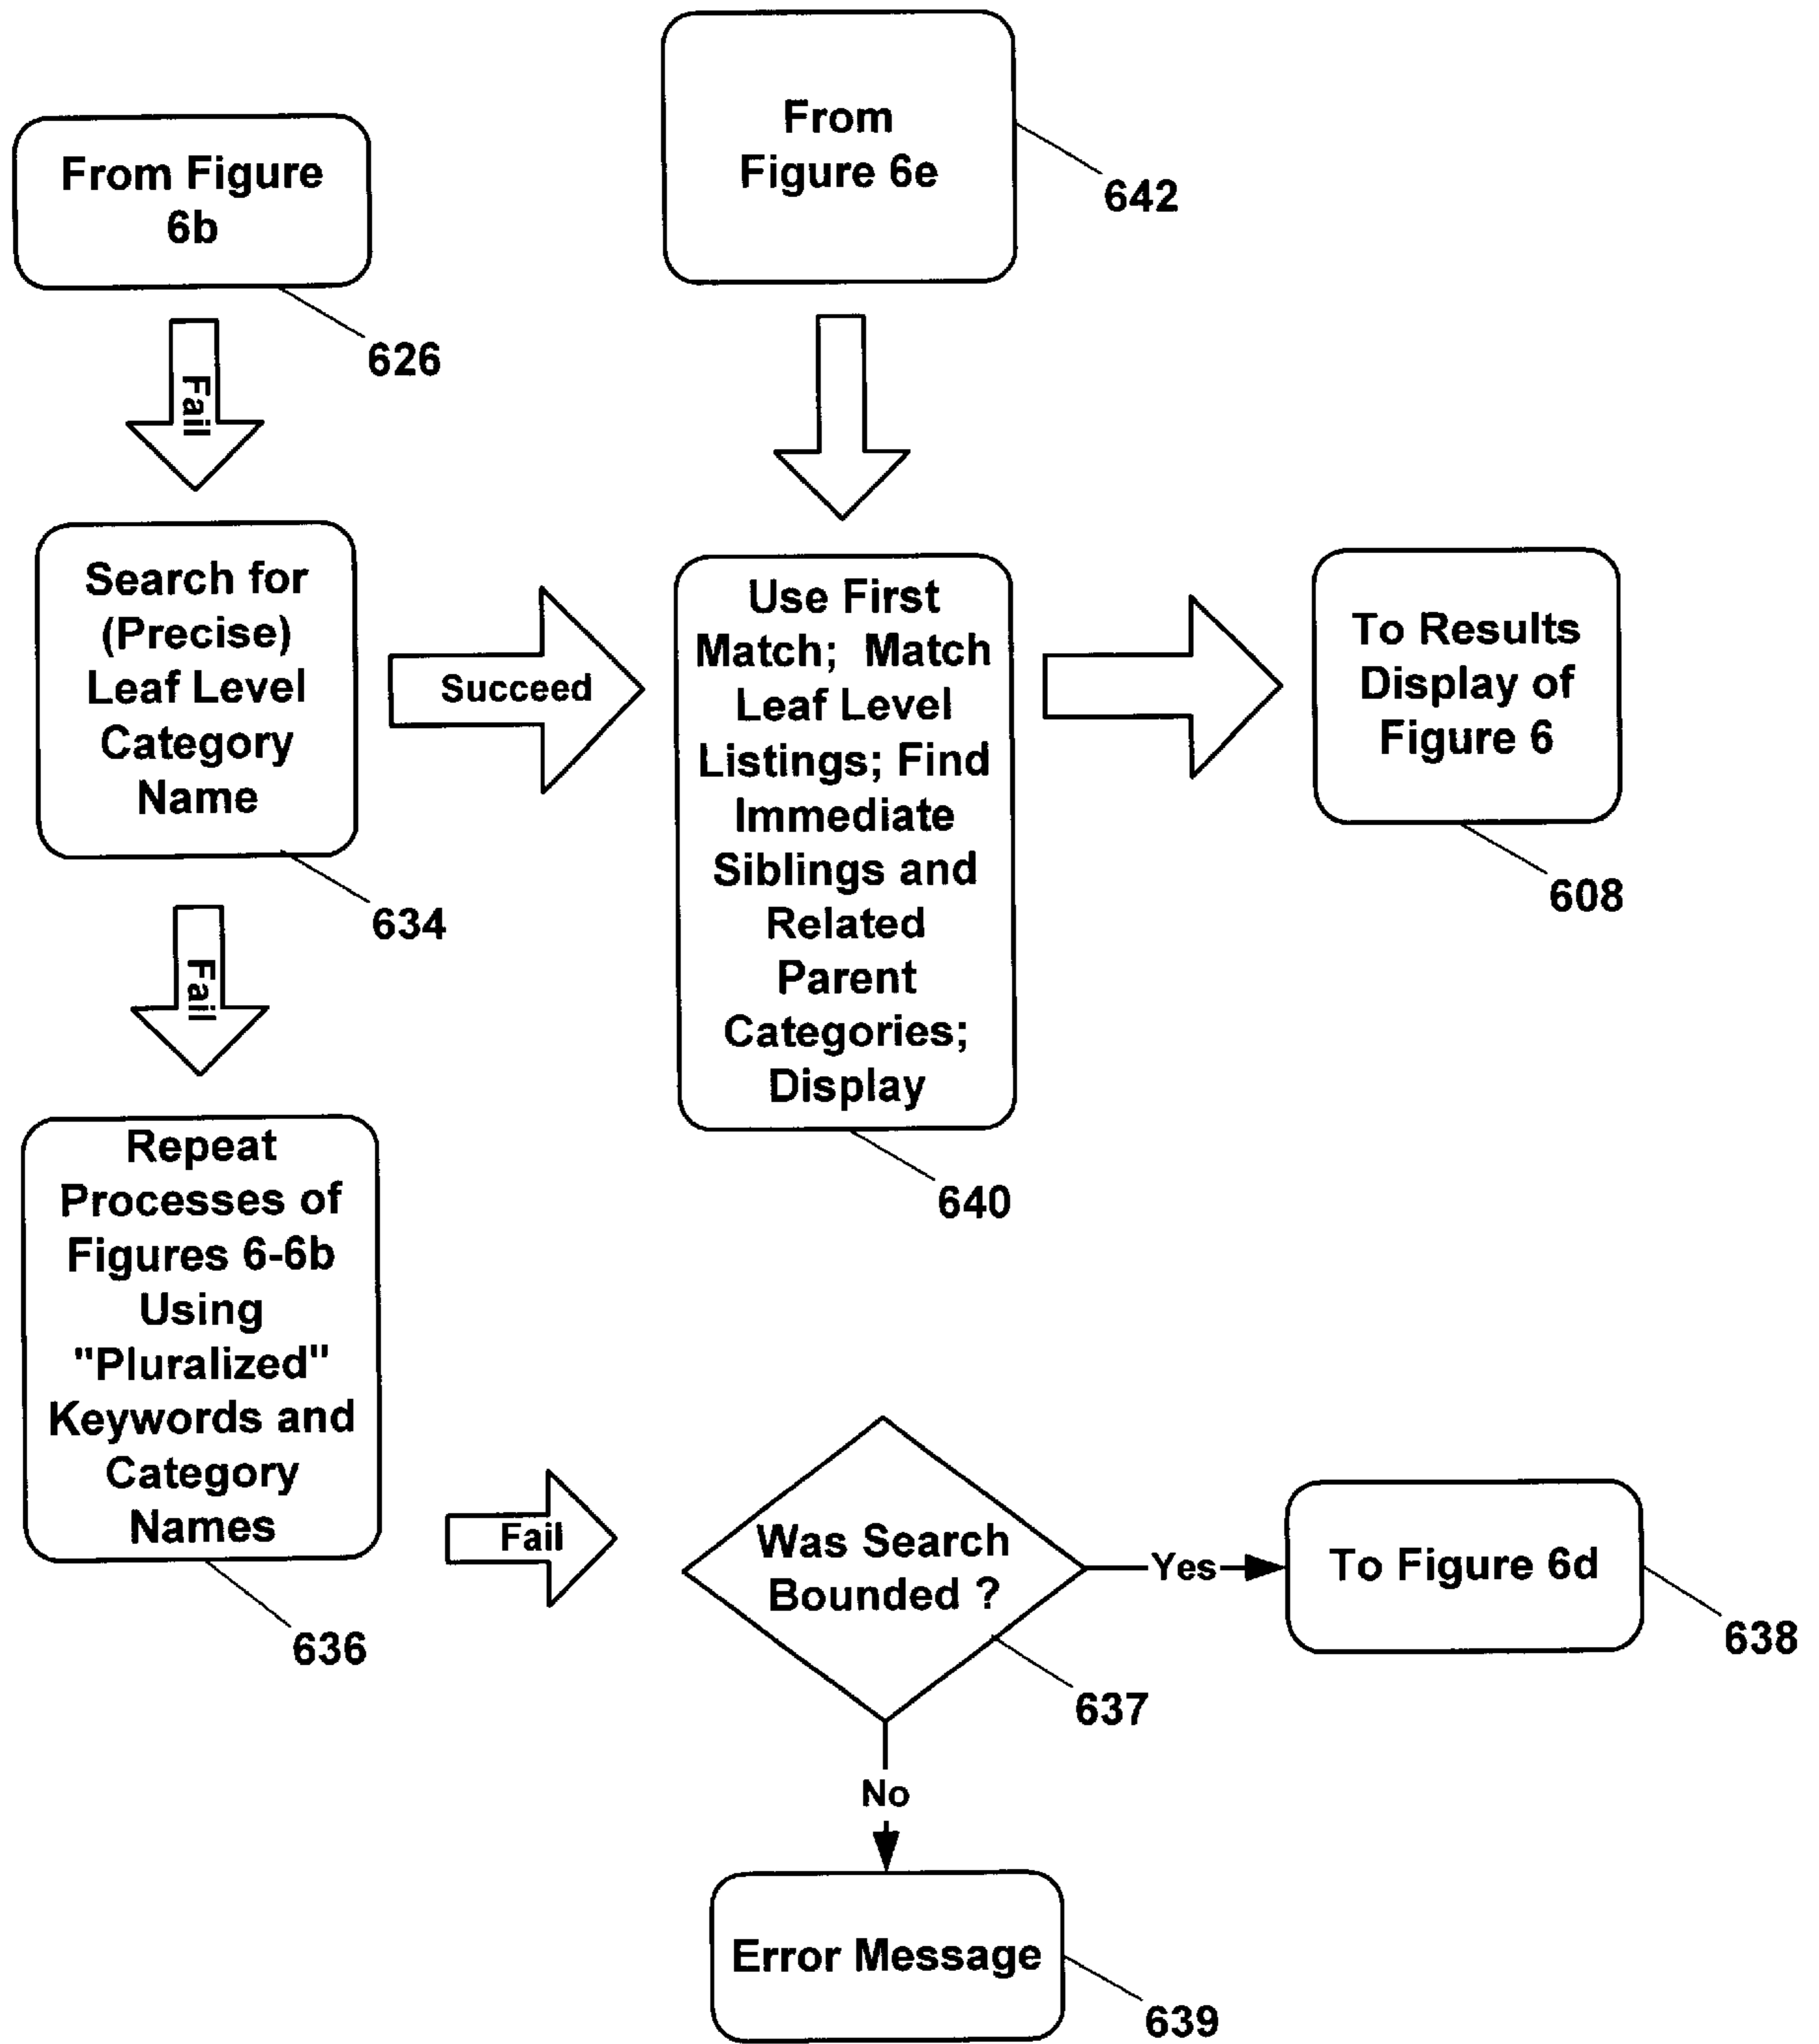 From Figure
6b
626
From
Figure 6e
642
Fail
Search for
(Precise)
Leaf Level
Category
Name
634
Succeed
Use First
Match;  Match
Leaf Level
Listings; Find
Immediate
Siblings and
Related
Parent
Categories;
Display
640
To Results
Display of
Figure 6
608
Fail
Repeat
Processes of
Figures 6-6b
Using
"Pluralized"
Keywords and
Category
Names
636
Fail
Was Search
Bounded ?
637
Yes
To Figure 6d
638
No
Error Message
639